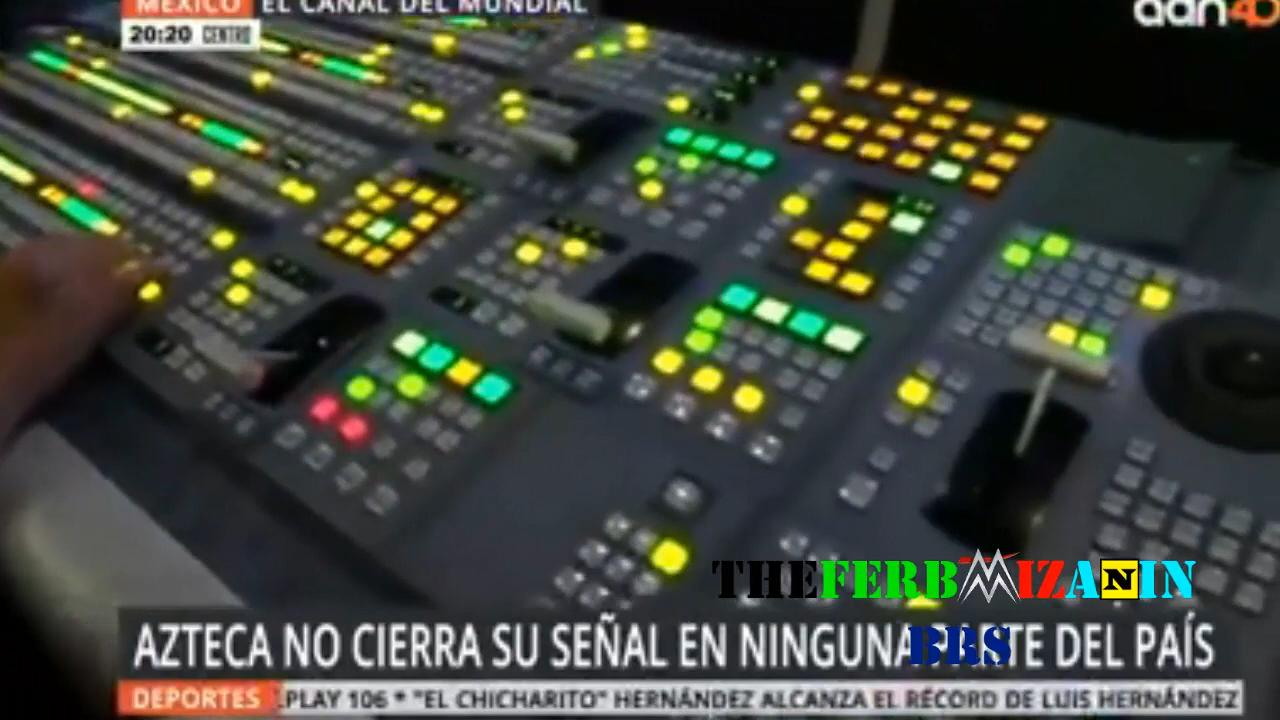 MÉXICO EL CANAL DEL MUNDIAL
20:20 CENTRO
adn40
THEFERBMIZANIN
BRS
AZTECA NO CIERRA SU SEÑAL EN NINGUNA PARTE DEL PAÍS
DEPORTES PLAY 106 * "EL CHICHARITO" HERNÁNDEZ ALCANZA EL RÉCORD DE LUIS HERNÁNDEZ